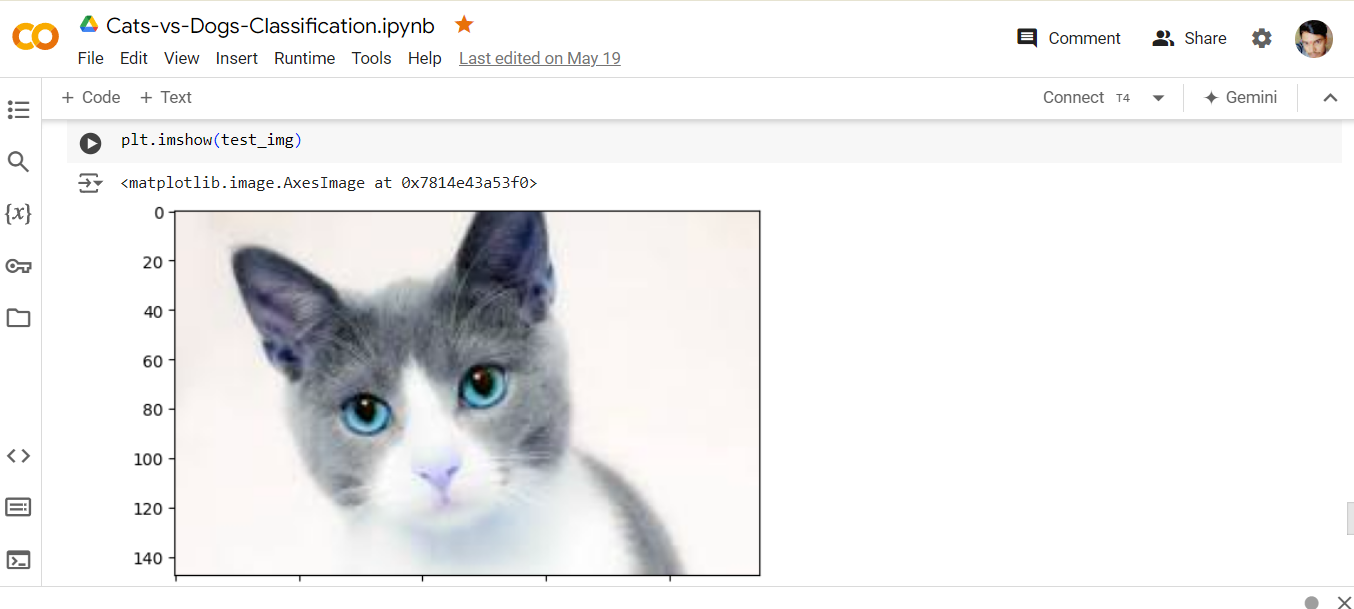 Cats-vs-Dogs-Classification.ipynb
File Edit View Insert Runtime Tools Help Last edited on May 19
Comment Share
+ Code + Text
Connect T4 Gemini
{x}
plt.imshow(test_img)
<matplotlib.image.AxesImage at 0x7814e43a53f0>
0
20
40
60
80
100
120
140